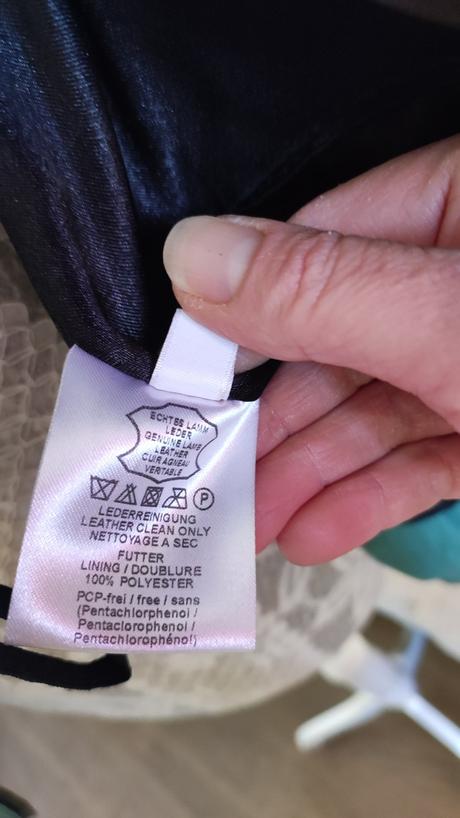 ECHTES LAMM
LEDER
GENUINE LAMB
LEATHER
CUIR AGNEAU
VERITABLE
P
LEDERREINIGUNG
LEATHER CLEAN ONLY
NETTOYAGE A SEC
FUTTER
LINING / DOUBLURE
100% POLYESTER
PCP-frei / free / sans
(Pentachlorphenol /
Pentaclorophenol /
Pentachlorophénol)